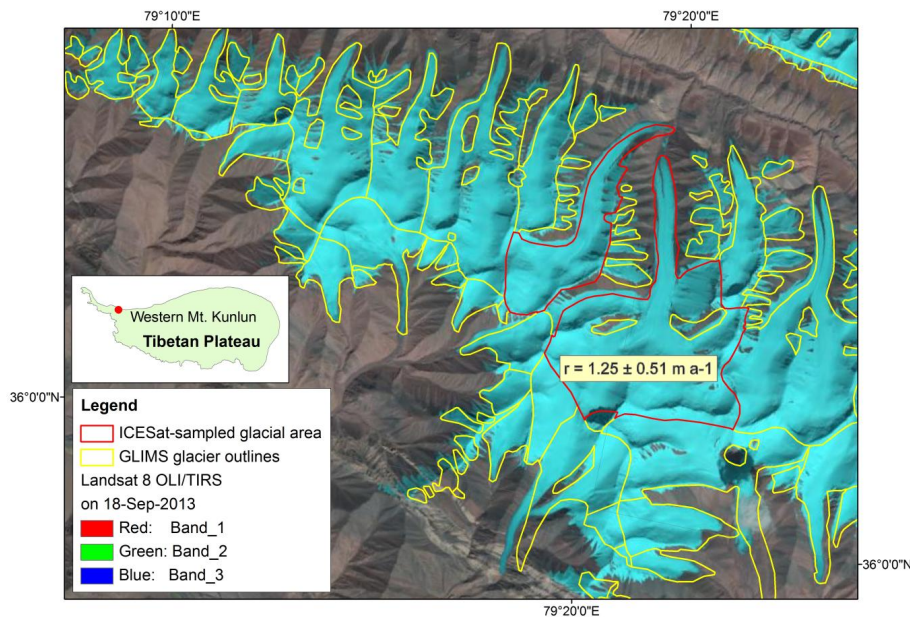 79°10'0"E
79°20'0"E
Western Mt. Kunlun
Tibetan Plateau
r = 1.25 ± 0.51 m a-1
36°0'0"N
Legend
ICESat-sampled glacial area
GLIMS glacier outlines
Landsat 8 OLI/TIRS
on 18-Sep-2013
Red: Band_1
Green: Band_2
Blue: Band_3
36°0'0"N
79°20'0"E